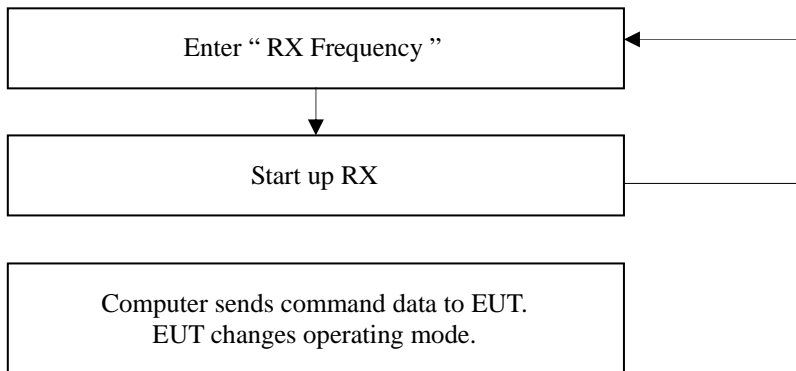 Enter “ RX Frequency ”
Start up RX
Computer sends command data to EUT.
EUT changes operating mode.